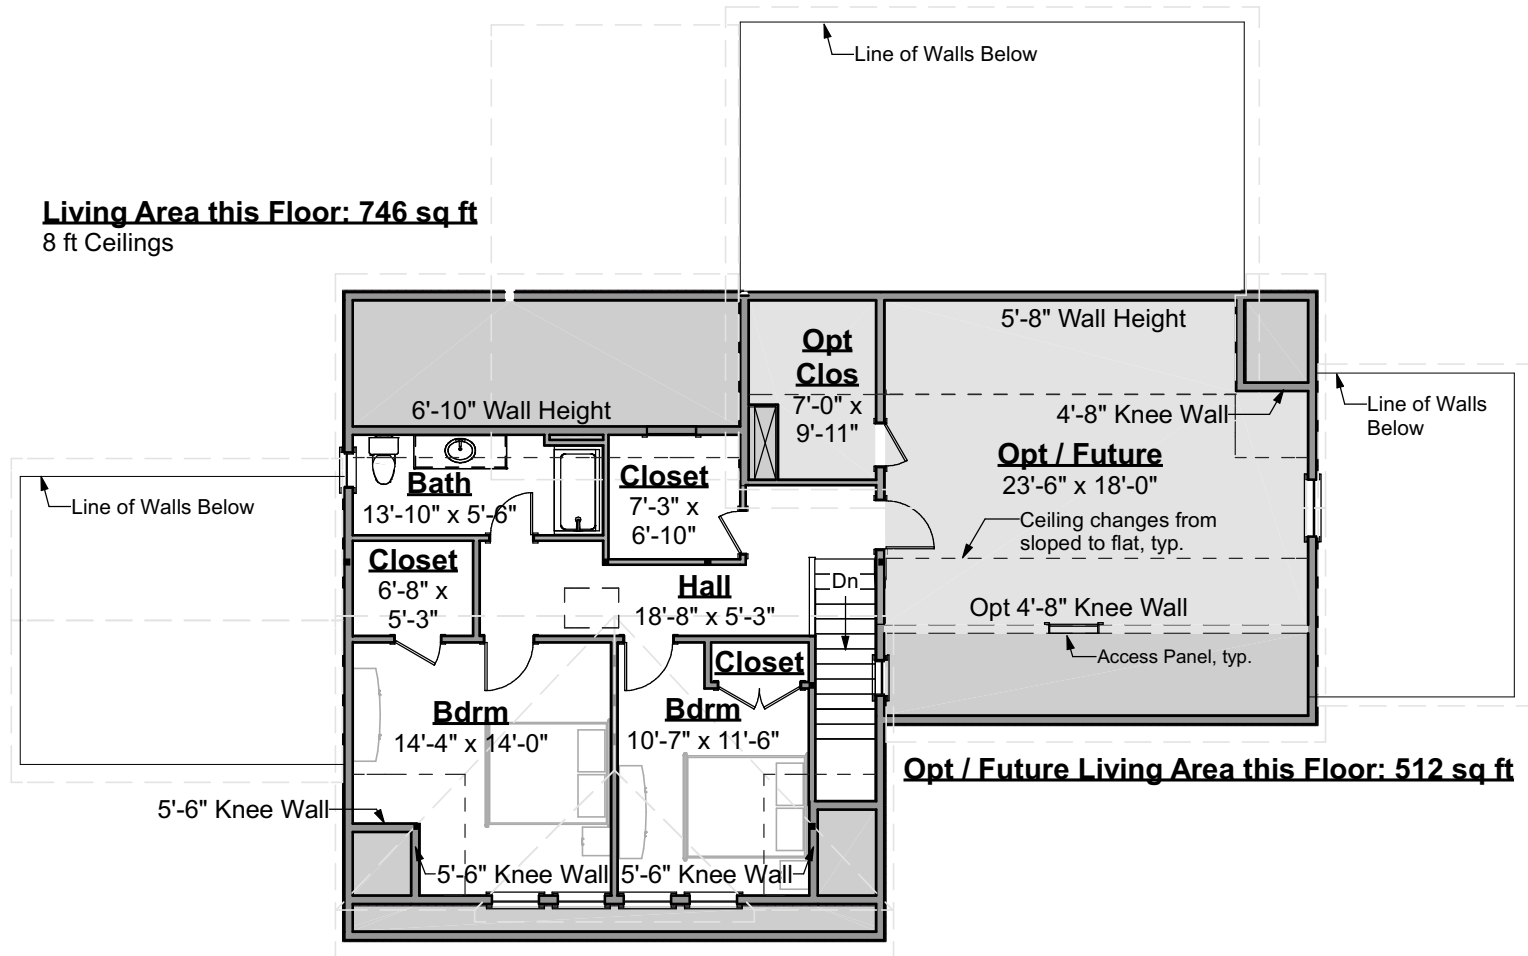 Line of Walls Below
Living Area this Floor: 746 sq ft
8 ft Ceilings
5'-8" Wall Height
Opt
Clos
7'-0" x
9'-11"
6'-10" Wall Height
4'-8" Knee Wall
Line of Walls
Below
Opt / Future
23'-6" x 18'-0"
Closet
7'-3" x
6'-10"
Bath
13'-10" x 5'-6"
Line of Walls Below
Ceiling changes from
sloped to flat, typ.
Closet
6'-8" x
5'-3"
Hall
18'-8" x 5'-3"
Dn
Opt 4'-8" Knee Wall
Access Panel, typ.
Closet
Bdrm
14'-4" x 14'-0"
Bdrm
10'-7" x 11'-6"
Opt / Future Living Area this Floor: 512 sq ft
5'-6" Knee Wall
5'-6" Knee Wall
5'-6" Knee Wall